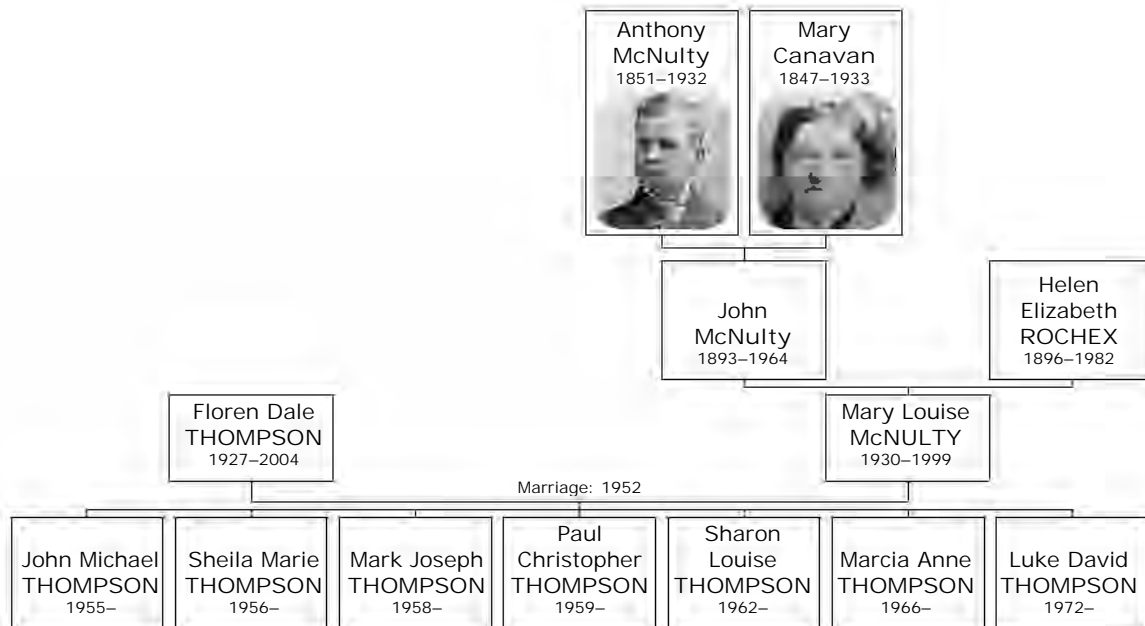 Anthony
McNulty
1851–1932
Mary
Canavan
1847–1933
John
McNulty
1893–1964
Helen
Elizabeth
ROCHEX
1896–1982
Floren Dale
THOMPSON
1927–2004
Mary Louise
McNULTY
1930–1999
Marriage: 1952
John Michael
THOMPSON
1955–
Sheila Marie
THOMPSON
1956–
Mark Joseph
THOMPSON
1958–
Paul
Christopher
THOMPSON
1959–
Sharon
Louise
THOMPSON
1962–
Marcia Anne
THOMPSON
1966–
Luke David
THOMPSON
1972–